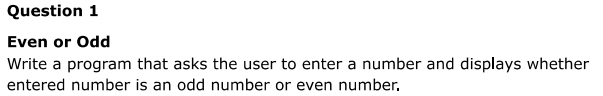 Question 1
Even or Odd
Write a program that asks the user to enter a number and displays whether
entered number is an odd number or even number.